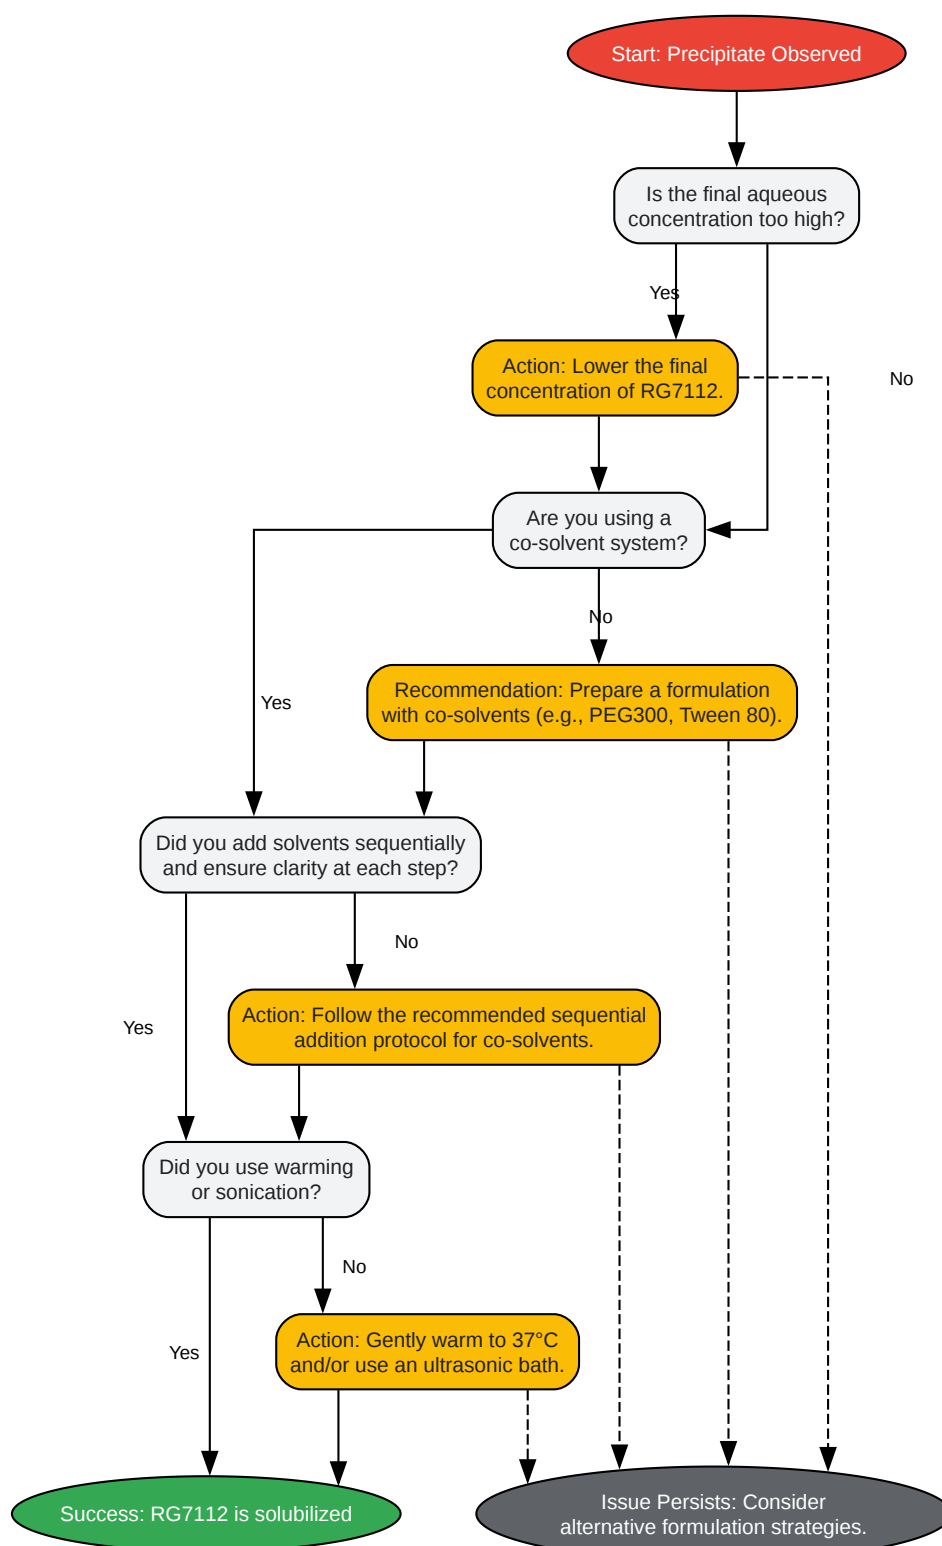 Start: Precipitate Observed
Is the final aqueous
concentration too high?
Yes
Action: Lower the final
concentration of RG7112.
No
Are you using a
co-solvent system?
No
Recommendation: Prepare a formulation
with co-solvents (e.g., PEG300, Tween 80).
Yes
Did you add solvents sequentially
and ensure clarity at each step?
No
Action: Follow the recommended sequential
addition protocol for co-solvents.
Yes
Did you use warming
or sonication?
No
Action: Gently warm to 37°C
and/or use an ultrasonic bath.
Yes
Success: RG7112 is solubilized
Issue Persists: Consider
alternative formulation strategies.